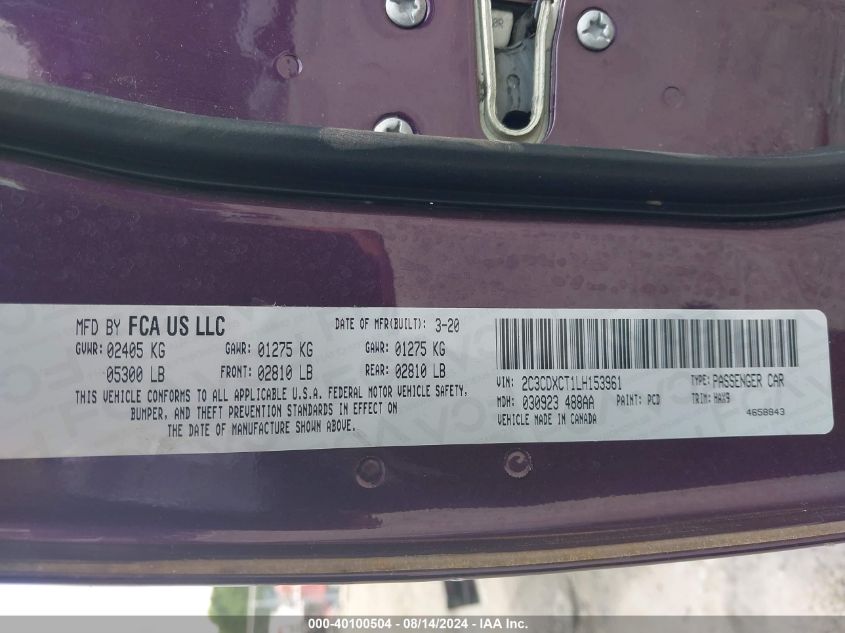 MFD BY FCA US LLC DATE OF MFR(BUILT): 3-20
GVWR: 02405 KG GAWR: 01275 KG GAWR: 01275 KG
05300 LB FRONT: 02810 LB REAR: 02810 LB
THIS VEHICLE CONFORMS TO ALL APPLICABLE U.S.A. FEDERAL MOTOR VEHICLE SAFETY,
BUMPER, AND THEFT PREVENTION STANDARDS IN EFFECT ON
THE DATE OF MANUFACTURE SHOWN ABOVE.
VIN: 2C3CDXCT1LH153961 TYPE: PASSENGER CAR
MDH: 030923 488AA PAINT: PCD TRIM: HAX9
VEHICLE MADE IN CANADA 4658843
000-40100504 - 08/14/2024 - IAA Inc.